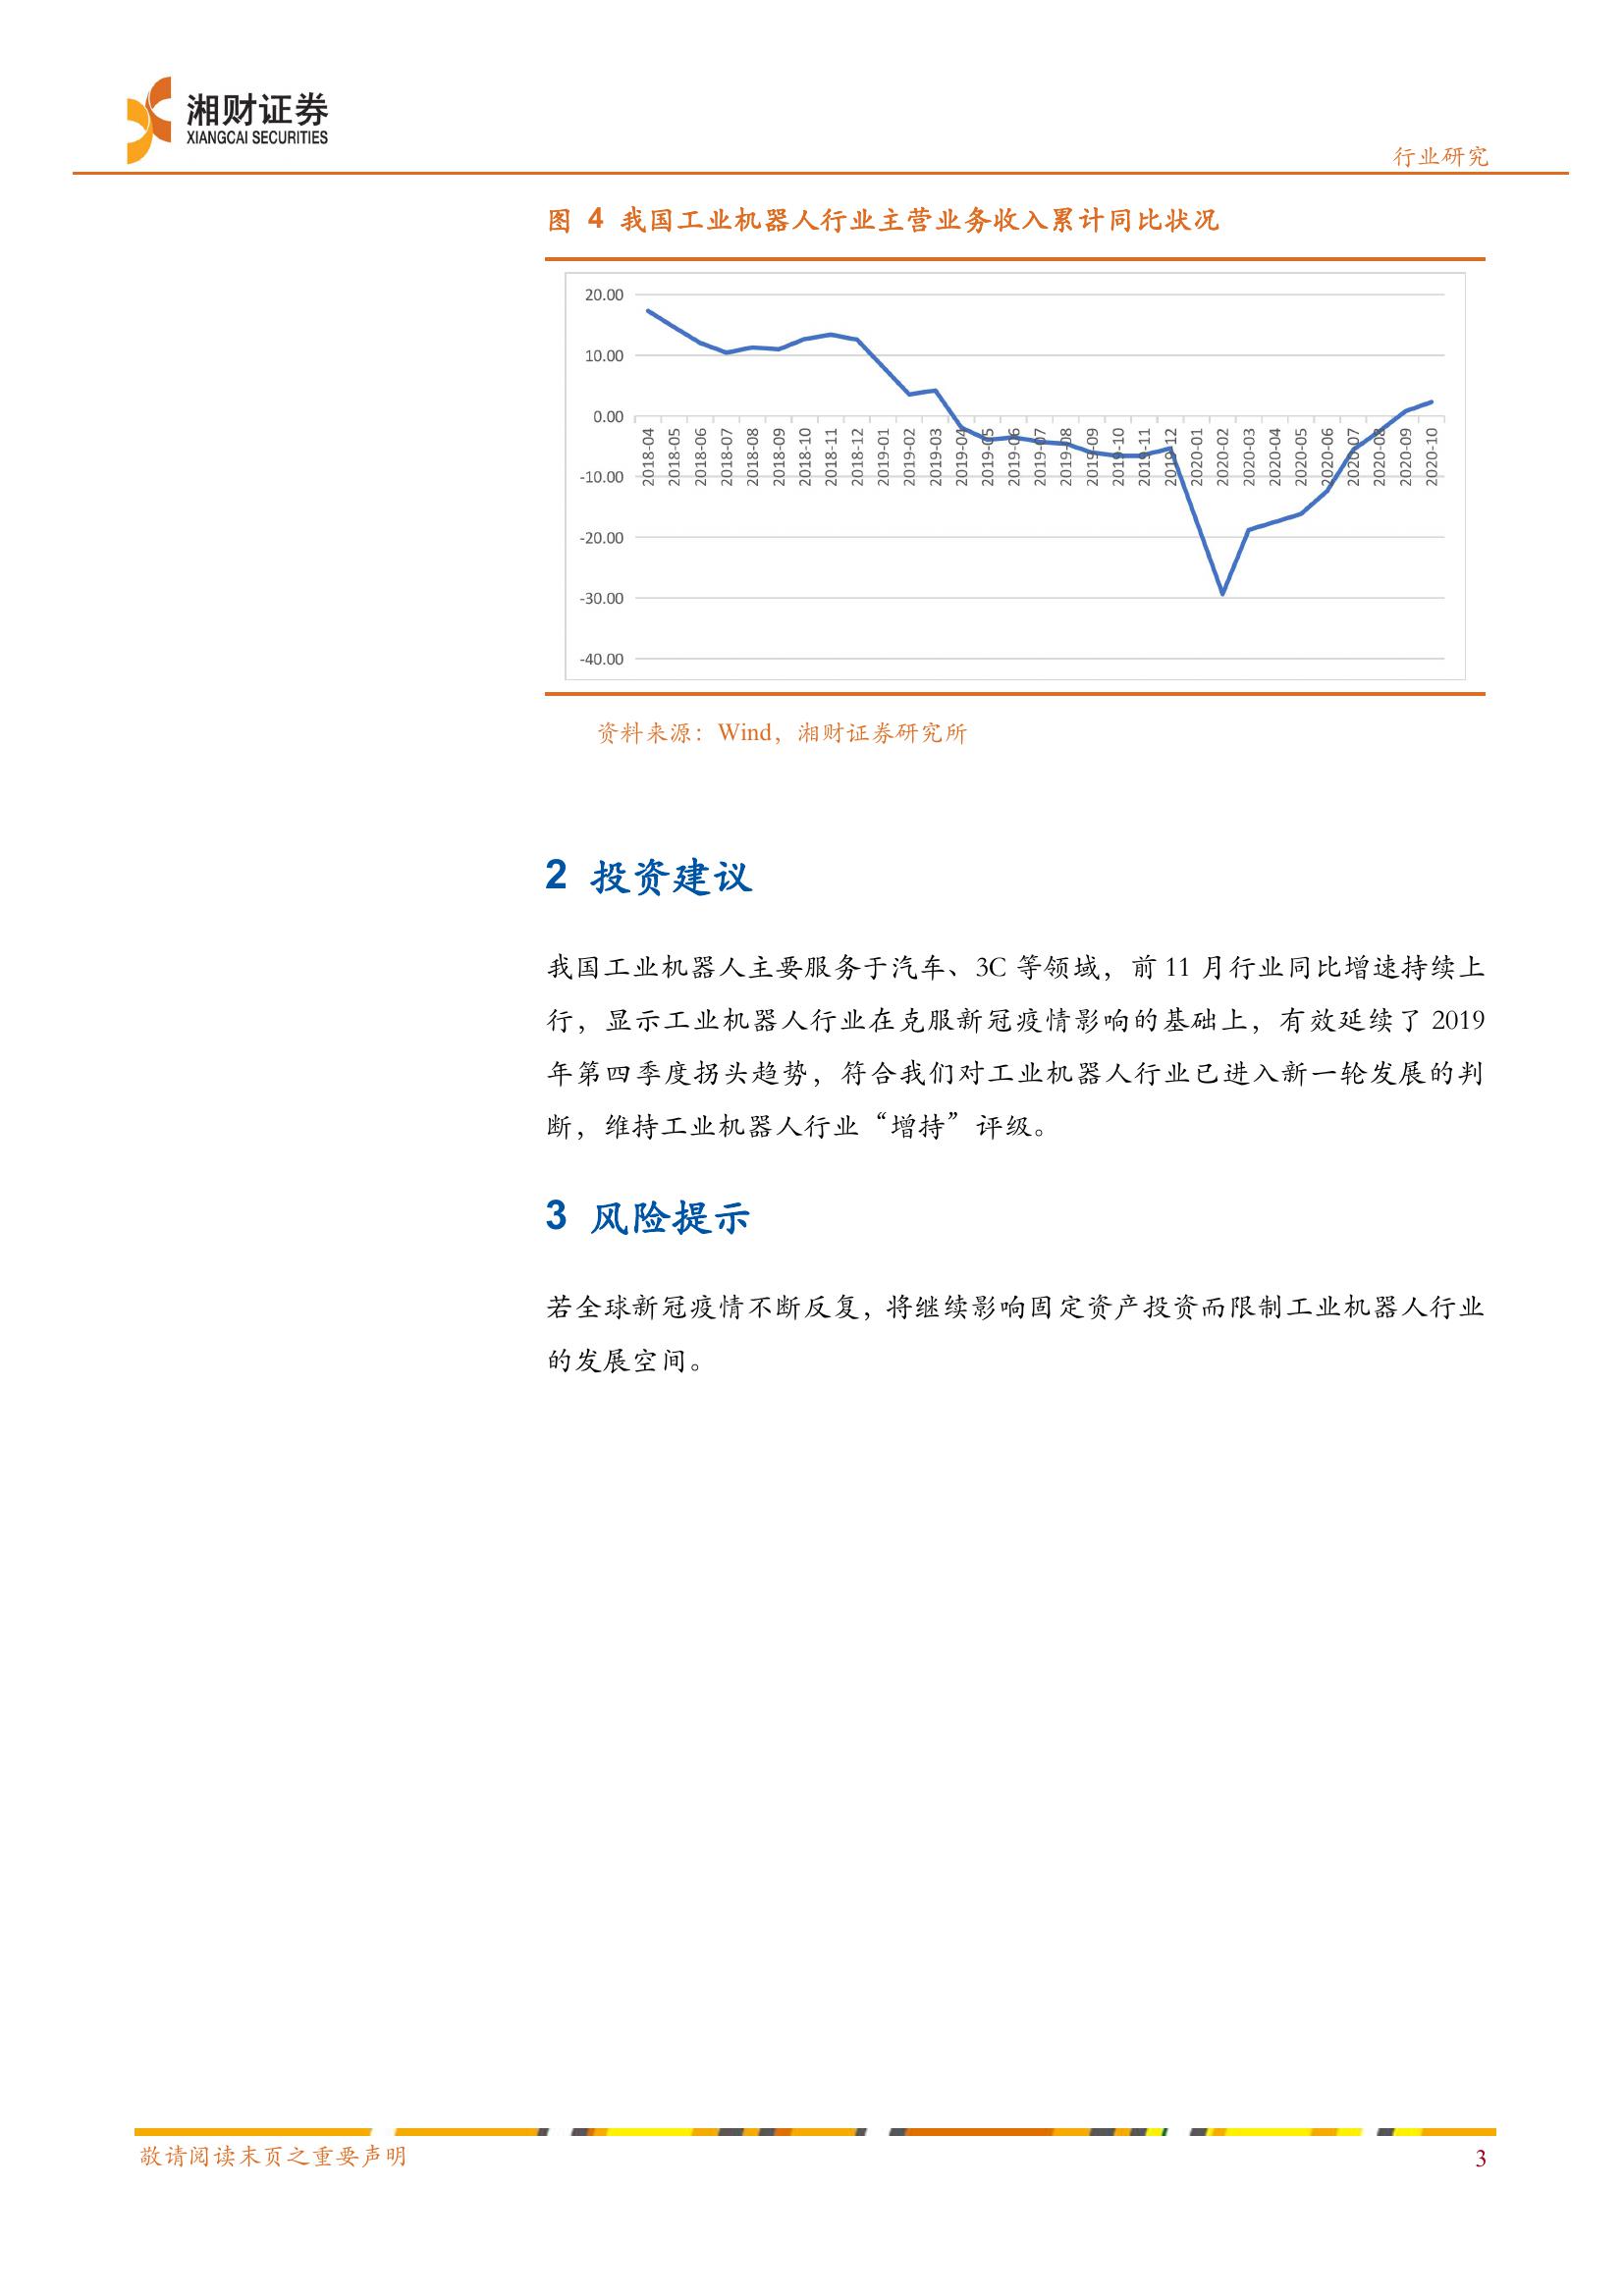 湘财证券
XIANGCAI SECURITIES
行业研究
图 4 我国工业机器人行业主营业务收入累计同比状况
20.00
10.00
0.00
-10.00
-20.00
-30.00
-40.00
2018-04
2018-05
2018-06
2018-07
2018-08
2018-09
2018-10
2018-11
2018-12
2019-01
2019-02
2019-03
2019-04
2019-05
2019-06
2019-07
2019-08
2019-09
2019-10
2019-11
2019-12
2020-01
2020-02
2020-03
2020-04
2020-05
2020-06
2020-07
2020-08
2020-09
2020-10
资料来源：Wind，湘财证券研究所
2 投资建议
我国工业机器人主要服务于汽车、3C 等领域，前 11 月行业同比增速持续上
行，显示工业机器人行业在克服新冠疫情影响的基础上，有效延续了 2019
年第四季度拐头趋势，符合我们对工业机器人行业已进入新一轮发展的判
断，维持工业机器人行业“增持”评级。
3 风险提示
若全球新冠疫情不断反复，将继续影响固定资产投资而限制工业机器人行业
的发展空间。
敬请阅读末页之重要声明
3